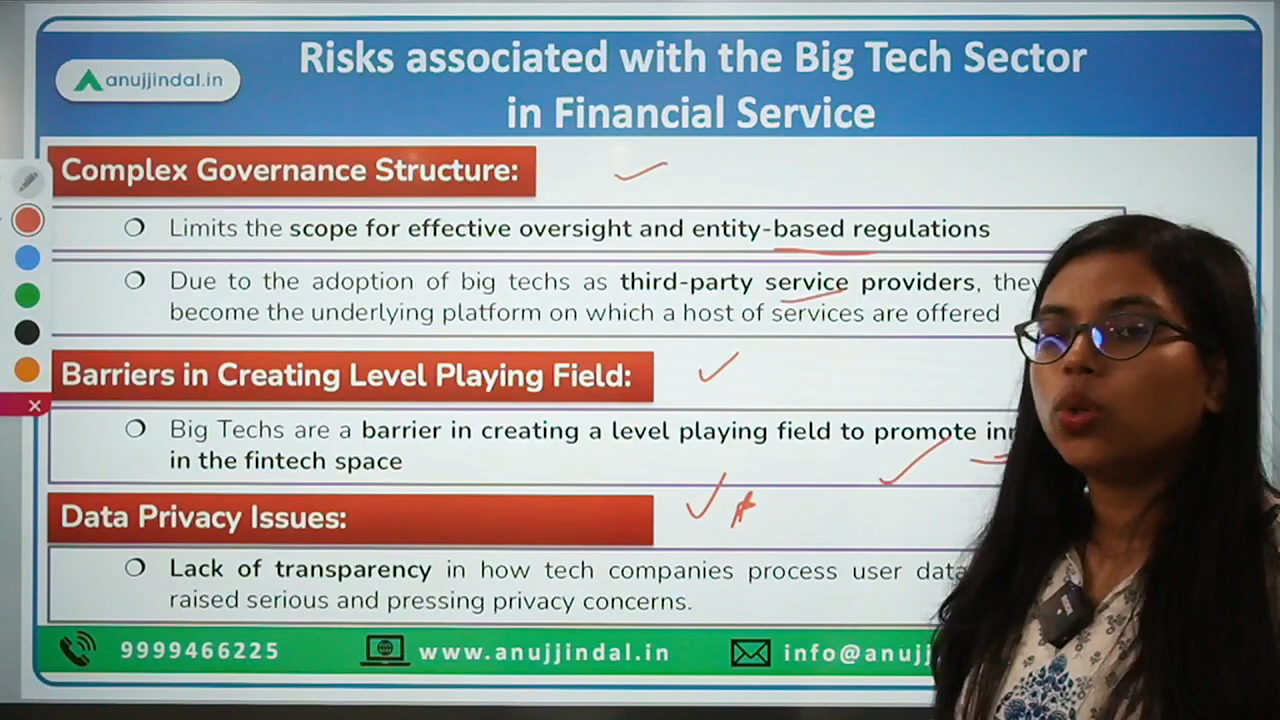 Risks associated with the Big Tech Sector
in Financial Service
anujjindal.in
Complex Governance Structure:
Limits the scope for effective oversight and entity-based regulations
Due to the adoption of big techs as third-party service providers, they
become the underlying platform on which a host of services are offered
Barriers in Creating Level Playing Field:
Big Techs are a barrier in creating a level playing field to promote
in the fintech space
Data Privacy Issues:
Lack of transparency in how tech companies process user data
raised serious and pressing privacy concerns.
9999466225
www.anujjindal.in